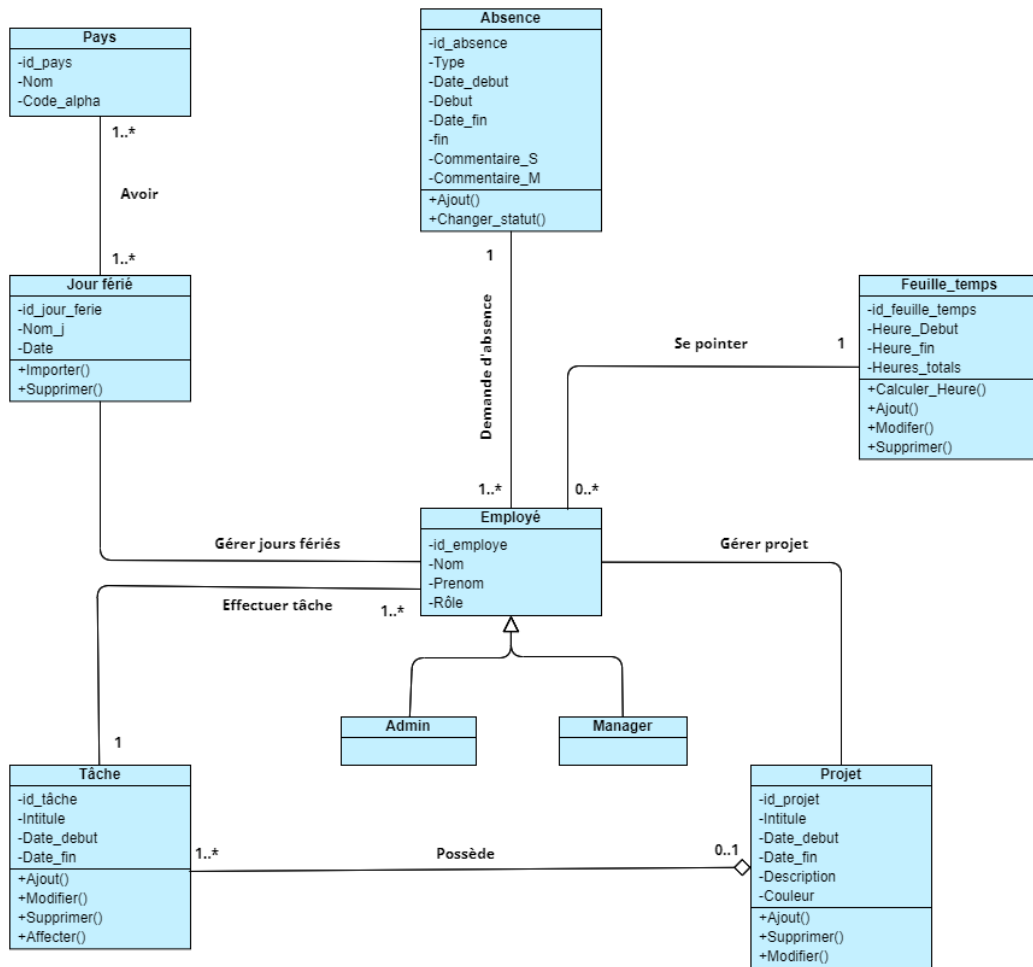 Pays
-id_pays
-Nom
-Code_alpha
1..*
Avoir
1..*
Jour férié
-id_jour_ferie
-Nom_j
-Date
+Importer()
+Supprimer()
Absence
-id_absence
-Type
-Date_debut
-Debut
-Date_fin
-fin
-Commentaire_S
-Commentaire_M
+Ajout()
+Changer_statut()
1
Demande d'absence
1..*
Feuille_temps
-id_feuille_temps
-Heure_Debut
-Heure_fin
-Heures_totals
+Calculer_Heure()
+Ajout()
+Modifer()
+Supprimer()
Se pointer
1
0..*
Employé
-id_employe
-Nom
-Prenom
-Rôle
Gérer jours fériés
Gérer projet
Effectuer tâche
1..*
1
Admin
Manager
Tâche
-id_tâche
-Intitule
-Date_debut
-Date_fin
+Ajout()
+Modifier()
+Supprimer()
+Affecter()
1..*
Possède
0..1
Projet
-id_projet
-Intitule
-Date_debut
-Date_fin
-Description
-Couleur
+Ajout()
+Supprimer()
+Modifier()